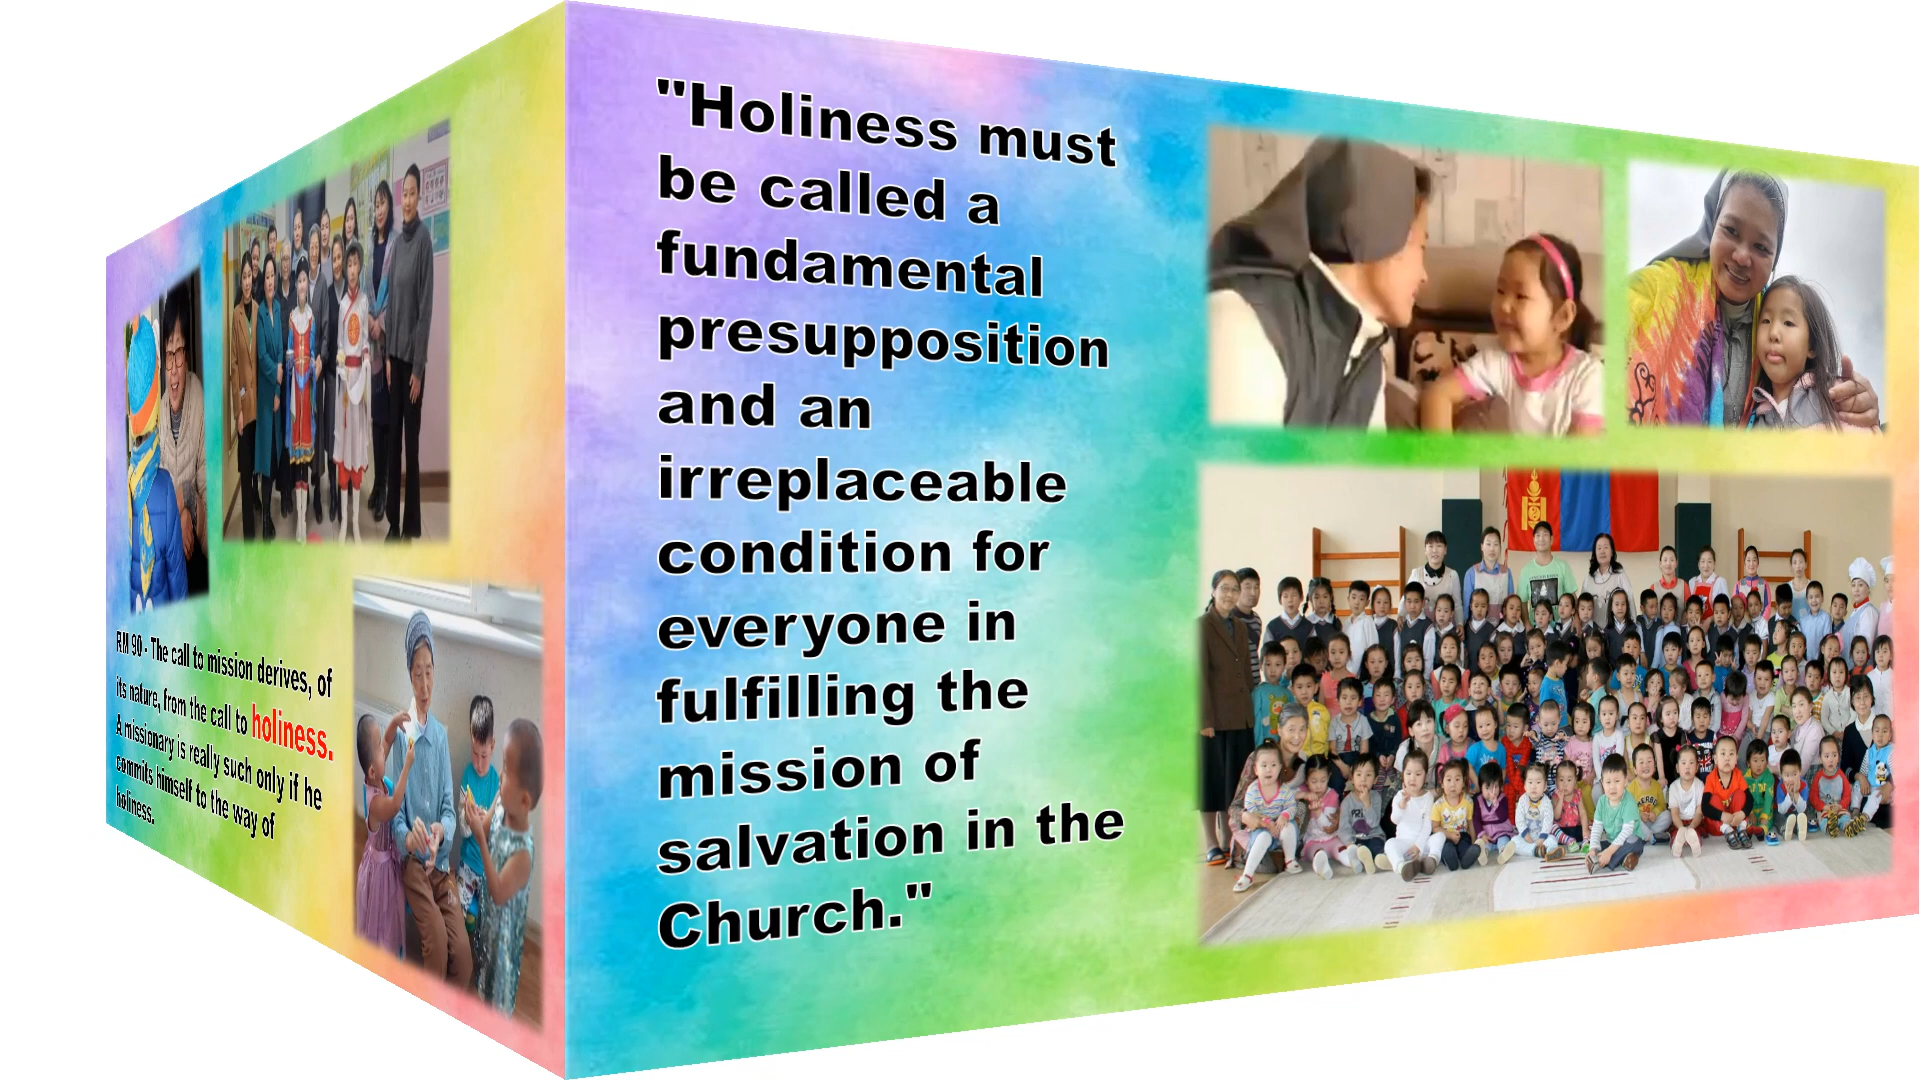 RM 90 - The call to mission derives, of
its nature, from the call to holiness.
A missionary is really such only if he
commits himself to the way of
holiness.
"Holiness must
be called a
fundamental
presupposition
and an
irreplaceable
condition for
everyone in
fulfilling the
mission of
salvation in the
Church."